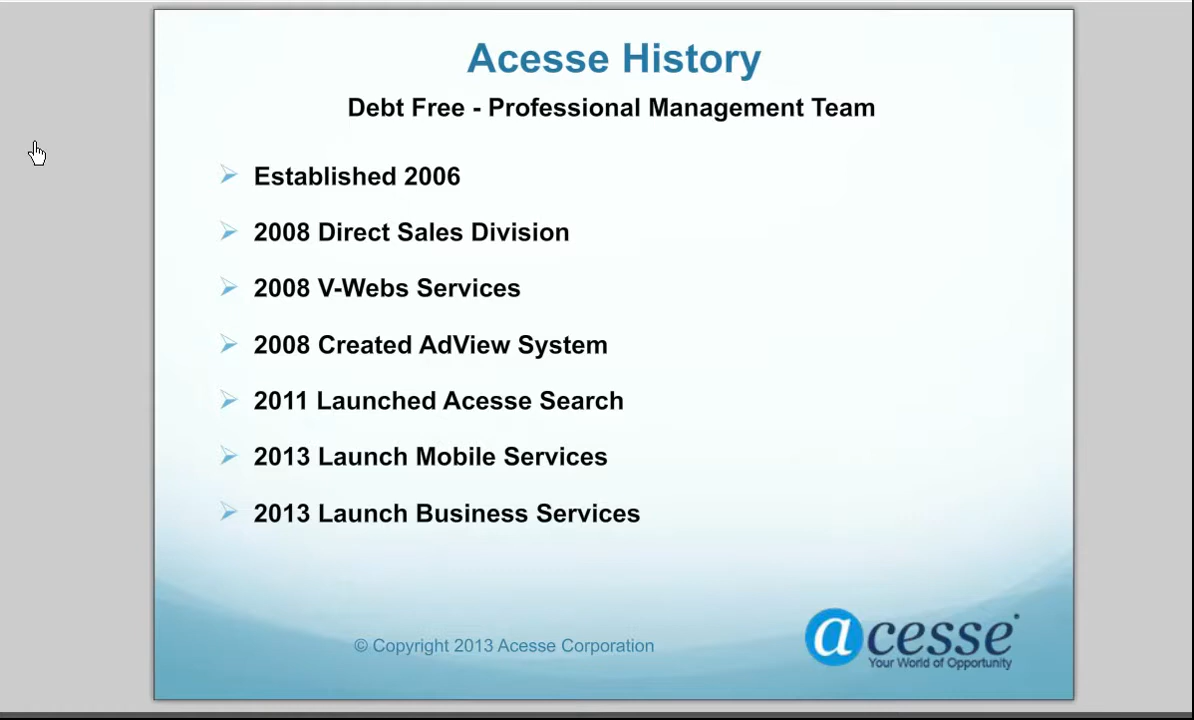 Acesse History
Debt Free - Professional Management Team
Established 2006
2008 Direct Sales Division
2008 V-Webs Services
2008 Created AdView System
2011 Launched Acesse Search
2013 Launch Mobile Services
2013 Launch Business Services
© Copyright 2013 Acesse Corporation
acesse
Your World of Opportunity